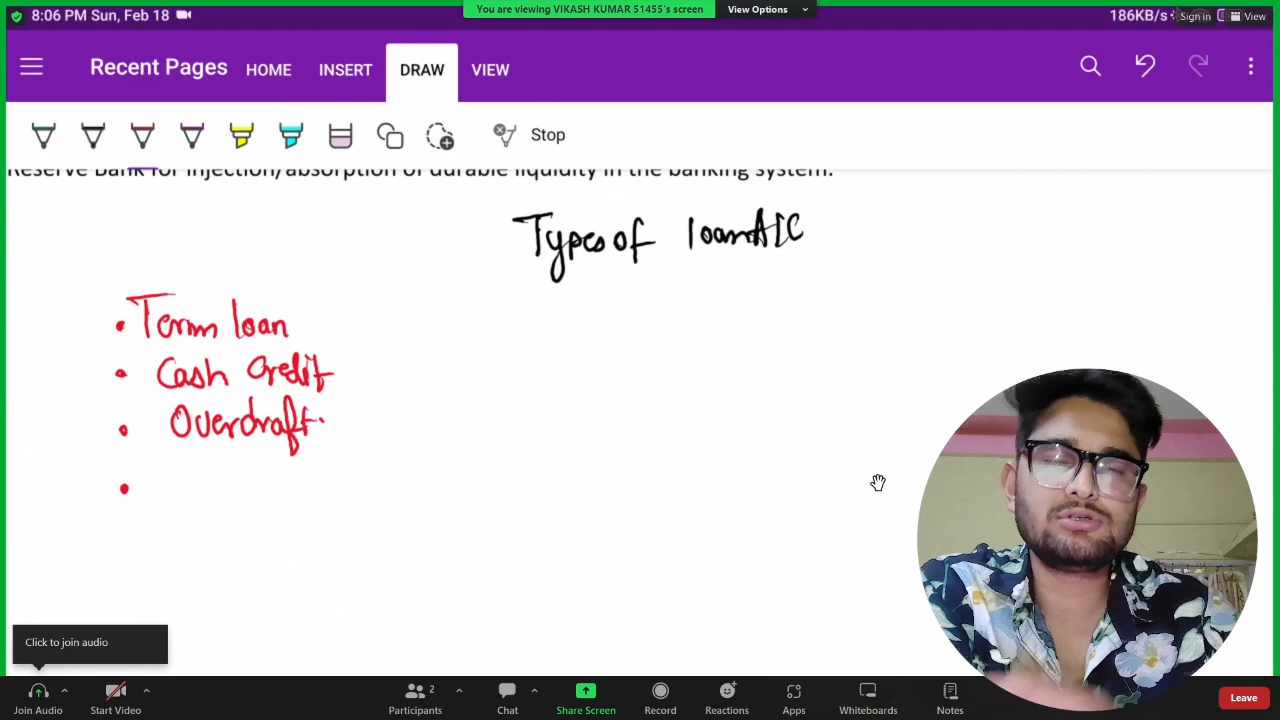 You are viewing VIKASH KUMAR 51455's screen View Options
8:06 PM Sun, Feb 18
186KB/s Sign in View
Recent Pages HOME INSERT DRAW VIEW
Stop
Reserve Bank for injection/absorption of durable liquidity in the banking system.
Types of loan A/C
• Term loan
• Cash Credit
• Overdraft.
•
Click to join audio
Join Audio Start Video Participants 2 Chat Share Screen Record Reactions Apps Whiteboards Notes Leave